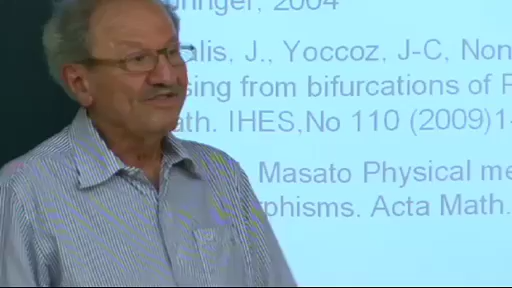 ringer, 2004
alis, J., Yoccoz, J-C, Non
sing from bifurcations of
ath. IHES,No 110 (2009)1
Masato Physical me
phisms. Acta Math.